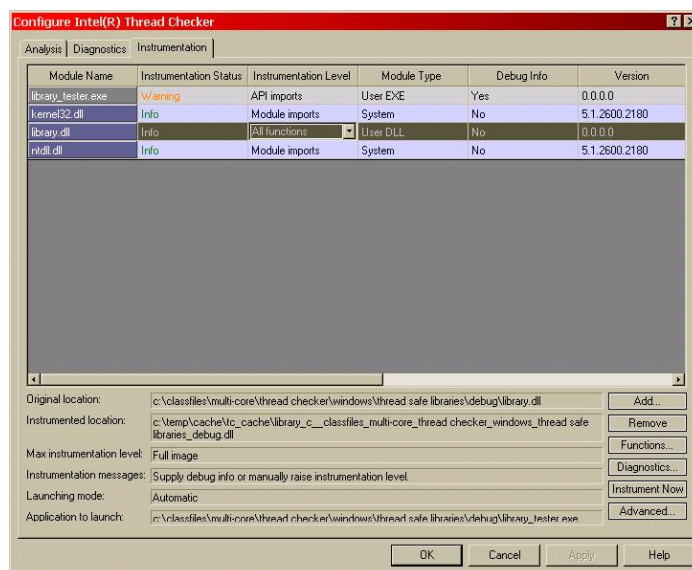 Configure Intel(R) Thread Checker
Analysis Diagnostics Instrumentation
Module Name Instrumentation Status Instrumentation Level Module Type Debug Info Version
library_tester.exe Warning API imports User EXE Yes 0.0.0.0
kernel32.dll Info Module imports System No 5.1.2600.2180
library.dll Info All functions User DLL No 0.0.0.0
ntdll.dll Info Module imports System No 5.1.2600.2180
Original location: c:\classfiles\multi-core\thread checker\windows\thread safe libraries\debug\library.dll Add...
Instrumented location: c:\temp\cache\tc_cache\library_c__classfiles_multi-core_thread checker_windows_thread safe
libraries_debug.dll Remove
Functions...
Max instrumentation level: Full image
Diagnostics...
Instrumentation messages: Supply debug info or manually raise instrumentation level.
Launching mode: Automatic Instrument Now
Application to launch: c:\classfiles\multi-core\thread checker\windows\thread safe libraries\debug\library_tester.exe Advanced...
OK Cancel Apply Help